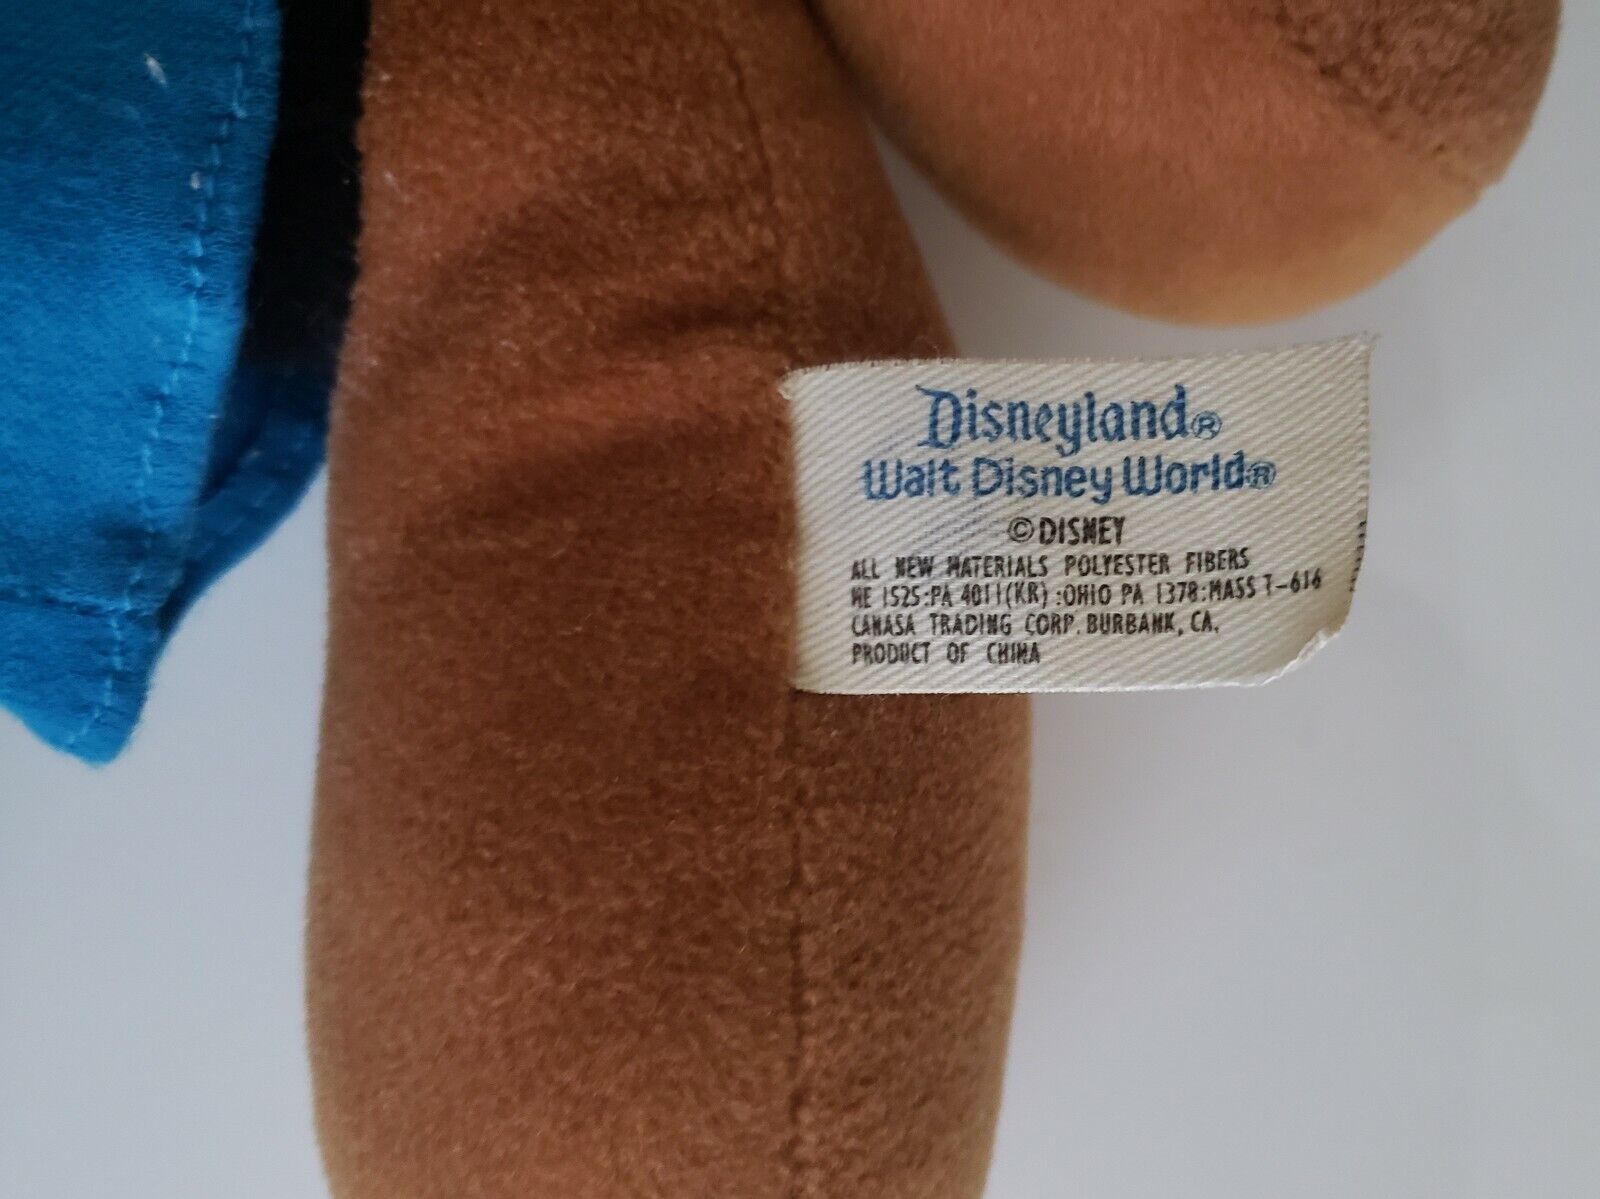 Disneyland®
Walt Disney World®
©DISNEY
ALL NEW MATERIALS POLYESTER FIBERS
ME 1525:PA 4011(KR):OHIO PA 1378:MASS T-616
CANASA TRADING CORP. BURBANK, CA.
PRODUCT OF CHINA